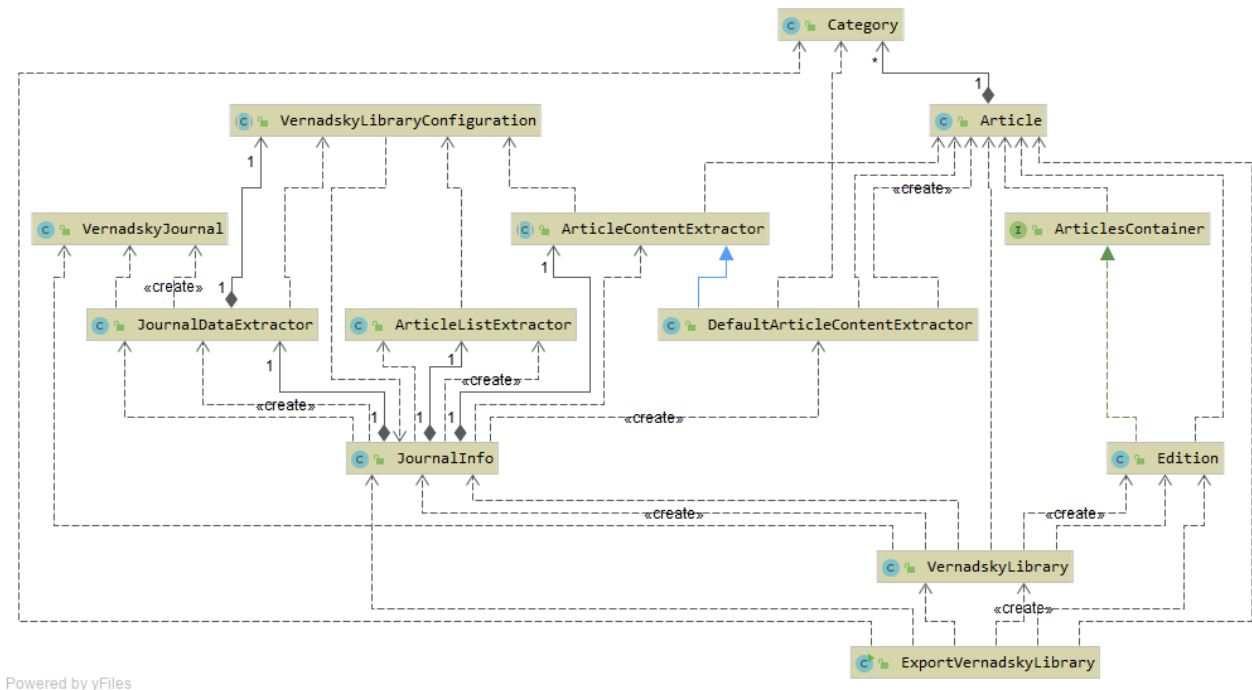 Category
*
1
VernadskyLibraryConfiguration
Article
1
«create»
VernadskyJournal
ArticleContentExtractor
ArticlesContainer
1
«create»
1
JournalDataExtractor
ArticleListExtractor
DefaultArticleContentExtractor
1
1
«create»
«create»
1
1
1
«create»
JournalInfo
Edition
«create»
«create»
VernadskyLibrary
«create»
ExportVernadskyLibrary
Powered by yFiles